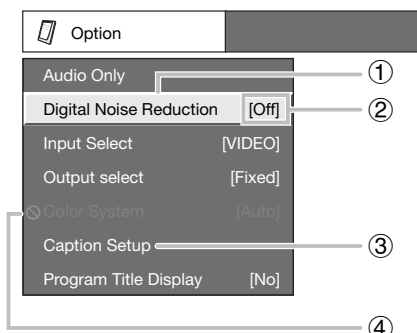 Option
Audio Only
①
Digital Noise Reduction [Off]
②
Input Select [VIDEO]
Output select [Fixed]
Color System [Auto]
Caption Setup
③
Program Title Display [No]
④